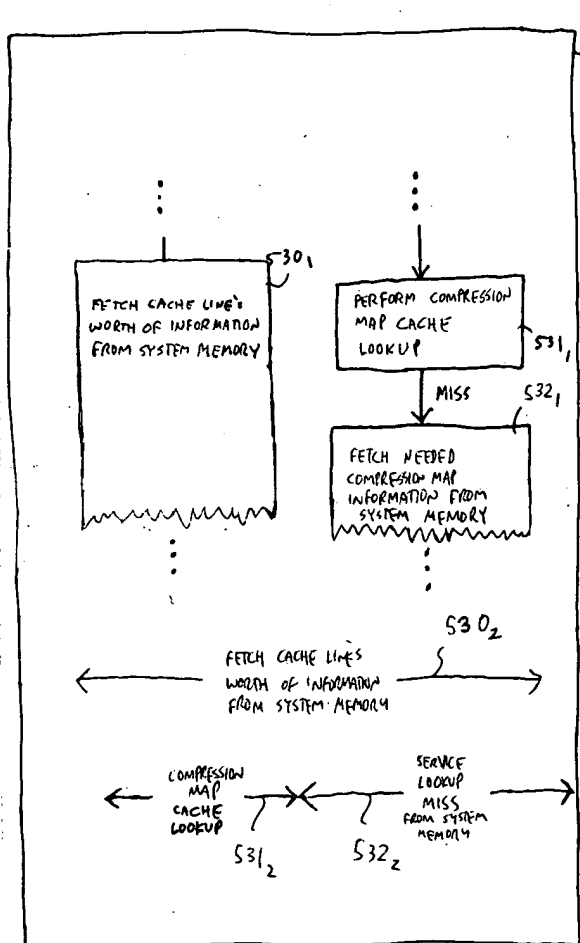 530₁
FETCH CACHE LINE'S
WORTH OF INFORMATION
FROM SYSTEM MEMORY
PERFORM COMPRESSION
MAP CACHE
LOOKUP
531₁
MISS
532₁
FETCH NEEDED
COMPRESSION MAP
INFORMATION FROM
SYSTEM MEMORY
530₂
FETCH CACHE LINE'S
WORTH OF INFORMATION
FROM SYSTEM MEMORY
COMPRESSION
MAP
CACHE
LOOKUP
531₂
SERVICE
LOOKUP
MISS
FROM SYSTEM
MEMORY
532₂